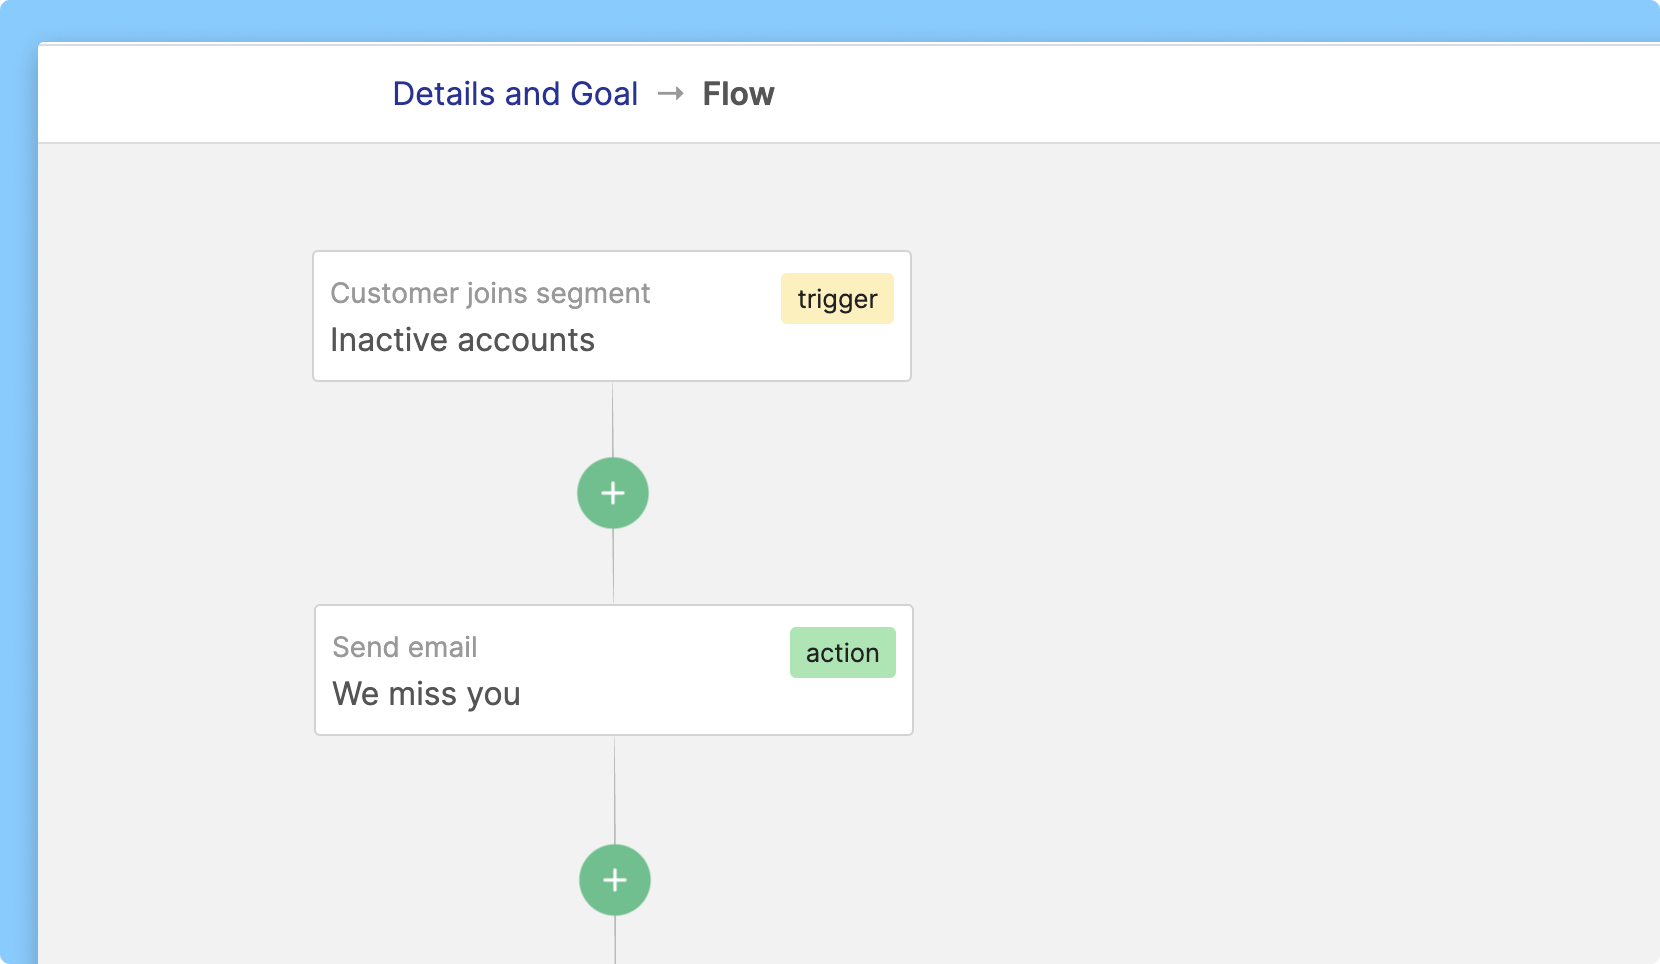 Details and Goal → Flow
Customer joins segment
trigger
Inactive accounts
+
Send email
action
We miss you
+